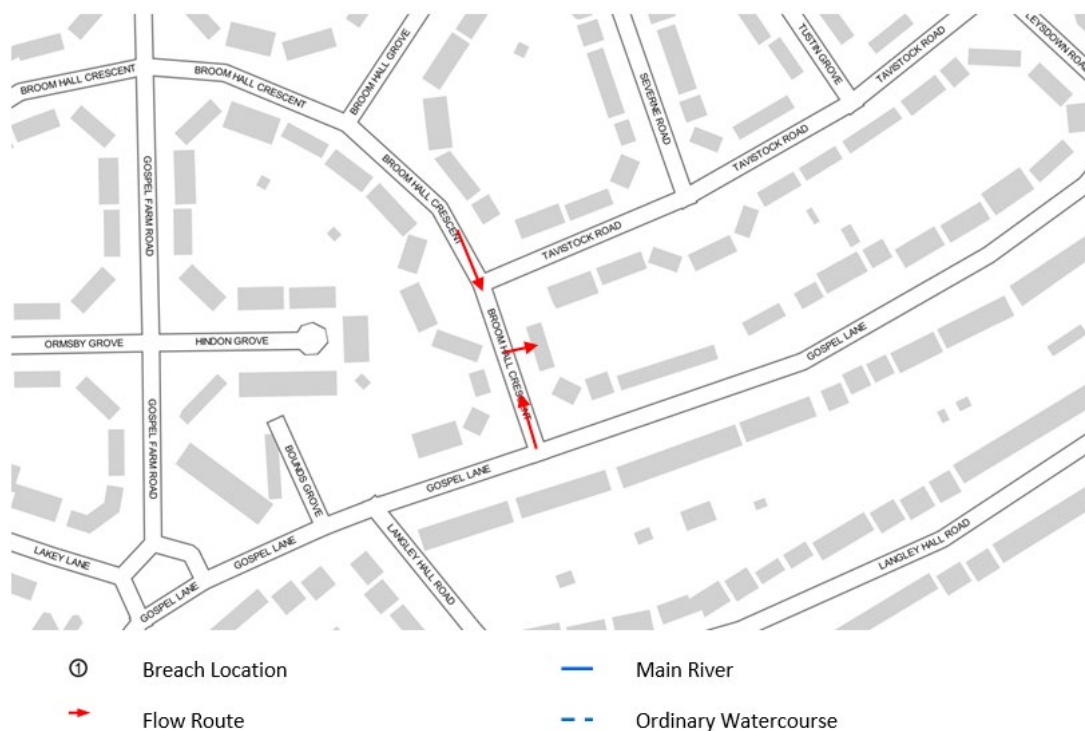 BROOM HALL CRESCENT
BROOM HALL CRESCENT
BROOM HALL GROVE
TUSTIN GROVE
TAVISTOCK ROAD
LEYSDOWN ROAD
SEVERNE ROAD
GOSPEL FARM ROAD
BROOM HALL CRESCENT
TAVISTOCK ROAD
TAVISTOCK ROAD
ORMSBY GROVE
HINDON GROVE
BROOM HALL CRESCENT
GOSPEL LANE
GOSPEL FARM ROAD
BOUNDS GROVE
GOSPEL LANE
LAKEY LANE
GOSPEL LANE
GOSPEL LANE
LANGLEY HALL ROAD
LANGLEY HALL ROAD
1 Breach Location
Main River
Flow Route
Ordinary Watercourse